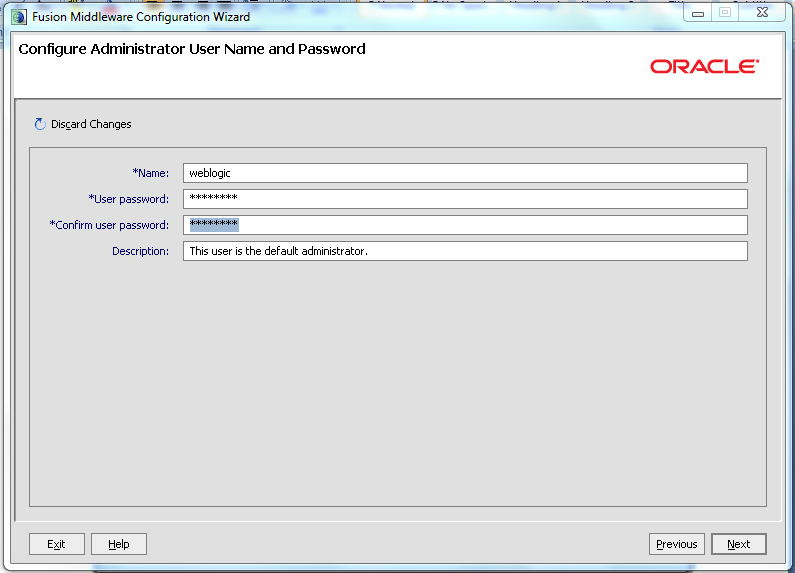 Fusion Middleware Configuration Wizard
Configure Administrator User Name and Password
ORACLE
Discard Changes
*Name: weblogic
*User password: ********
*Confirm user password: ********
Description: This user is the default administrator.
Exit Help Previous Next